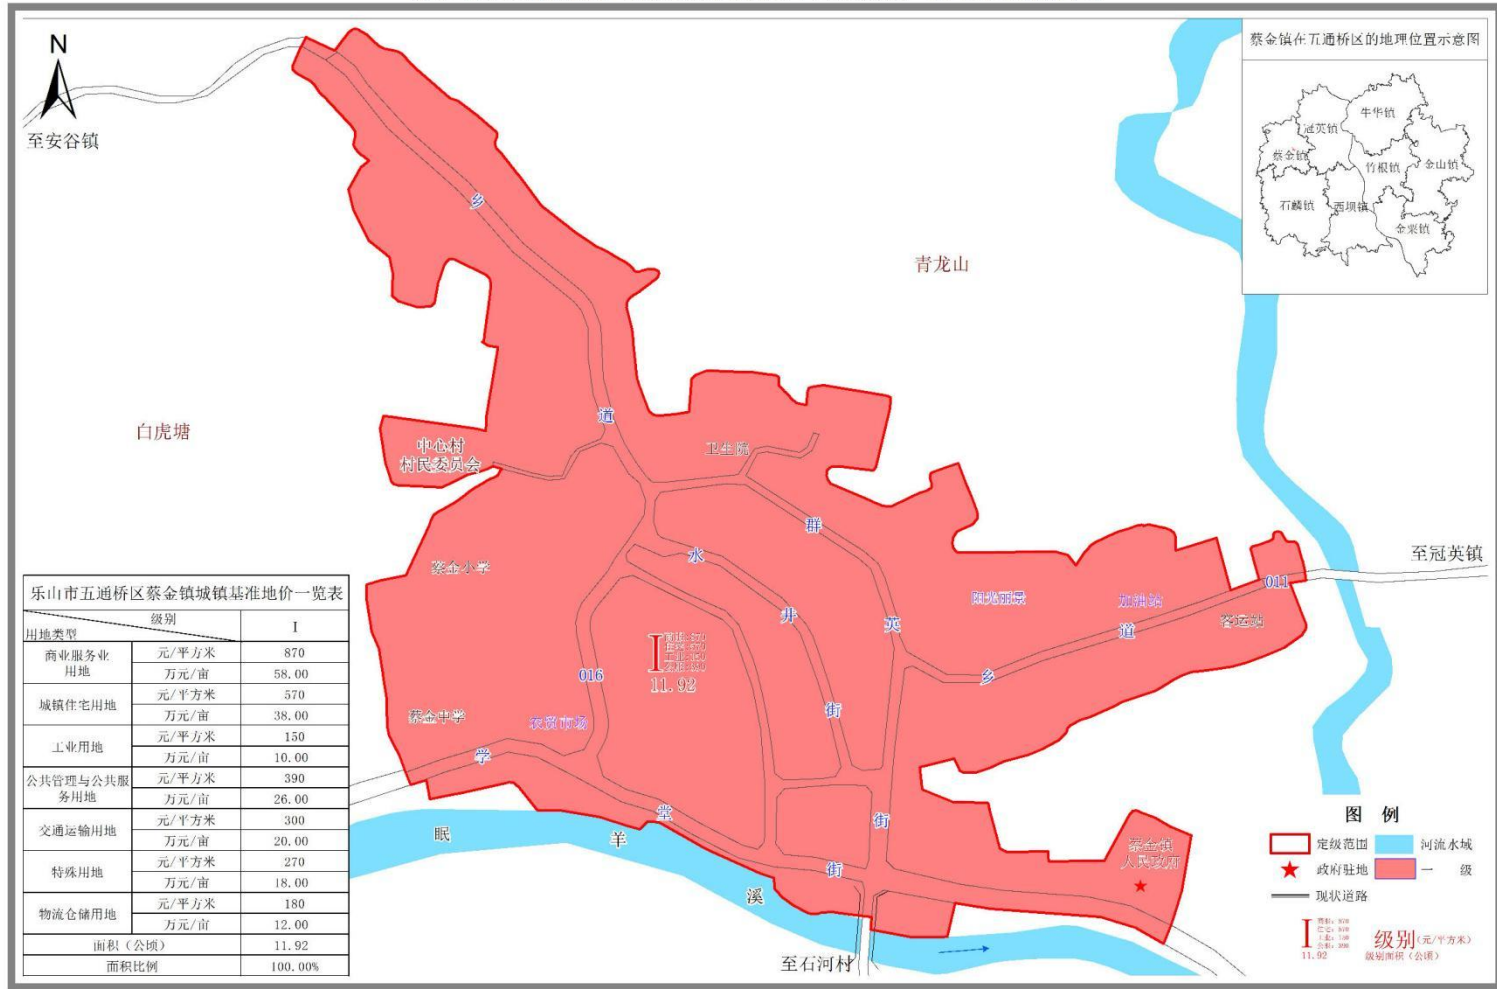 N
至安谷镇
蔡金镇在五通桥区的地理位置示意图
牛华镇
冠英镇
蔡金镇
竹根镇
金山镇
石麟镇
西坝镇
金粟镇
乡
青龙山
白虎塘
道
中心村
村民委员会
卫生院
群
水
至冠英镇
011
蔡金小学
阳光丽景
加油站
井
英
道
客运站
016
I
11.92
乡
蔡金中学
农贸市场
街
学
堂
街
街
眠
羊
溪
蔡金镇
人民政府
至石河村
乐山市五通桥区蔡金镇城镇基准地价一览表
级别
用地类型
I
商业服务业
用地
元/平方米 870
万元/亩 58.00
城镇住宅用地
元/平方米 570
万元/亩 38.00
工业用地
元/平方米 150
万元/亩 10.00
公共管理与公共服
务用地
元/平方米 390
万元/亩 26.00
交通运输用地
元/平方米 300
万元/亩 20.00
特殊用地
元/平方米 270
万元/亩 18.00
物流仓储用地
元/平方米 180
万元/亩 12.00
面积（公顷） 11.92
面积比例 100.00%
图 例
定级范围 河流水域
政府驻地 一 级
现状道路
I
11.92
级别(元/平方米)
级别面积（公顷）